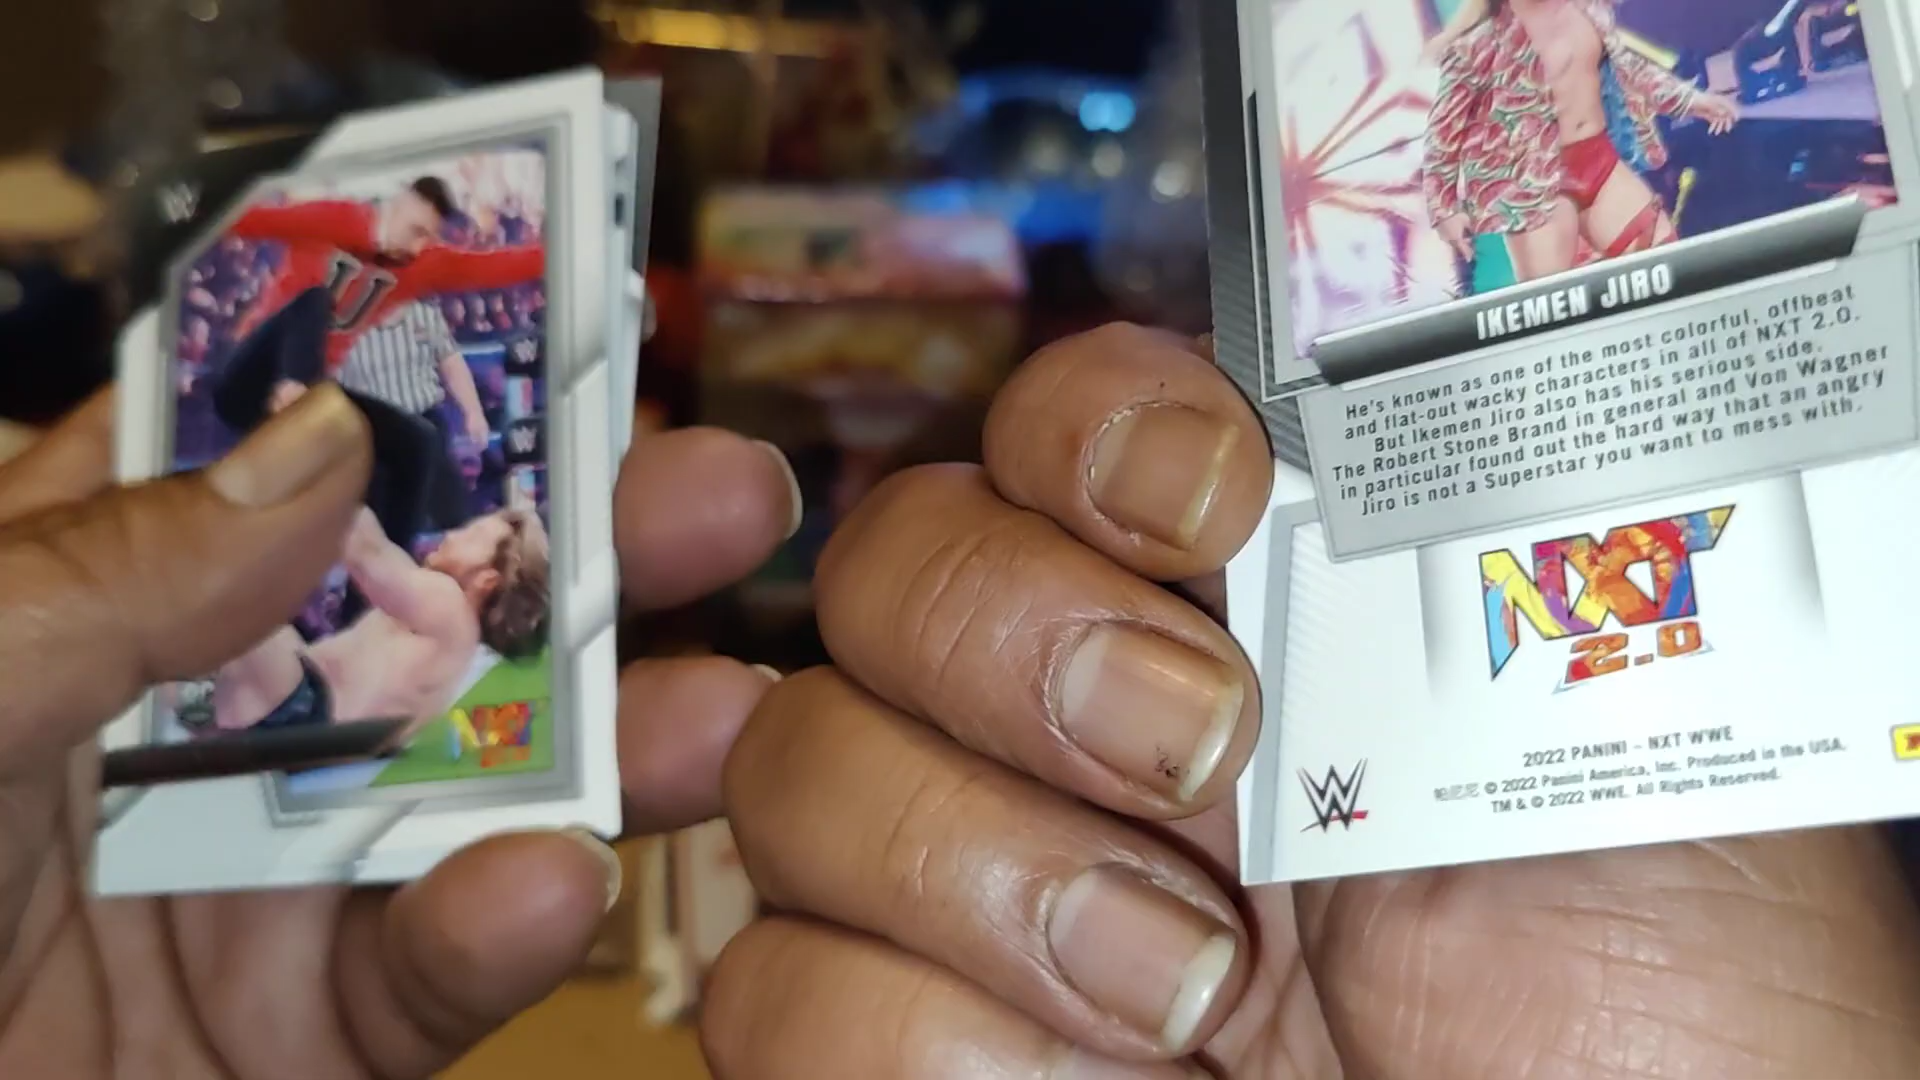 U
RC
NXT
IKEMEN JIRO
He's known as one of the most colorful, offbeat
and flat-out wacky characters in all of NXT 2.0.
But Ikemen Jiro also has his serious side.
The Robert Stone Brand in general and Von Wagner
in particular found out the hard way that an angry
Jiro is not a Superstar you want to mess with.
NXT
2.0
2022 PANINI – NXT WWE
© 2022 Panini America, Inc. Produced in the USA.
TM & © 2022 WWE. All Rights Reserved.
W